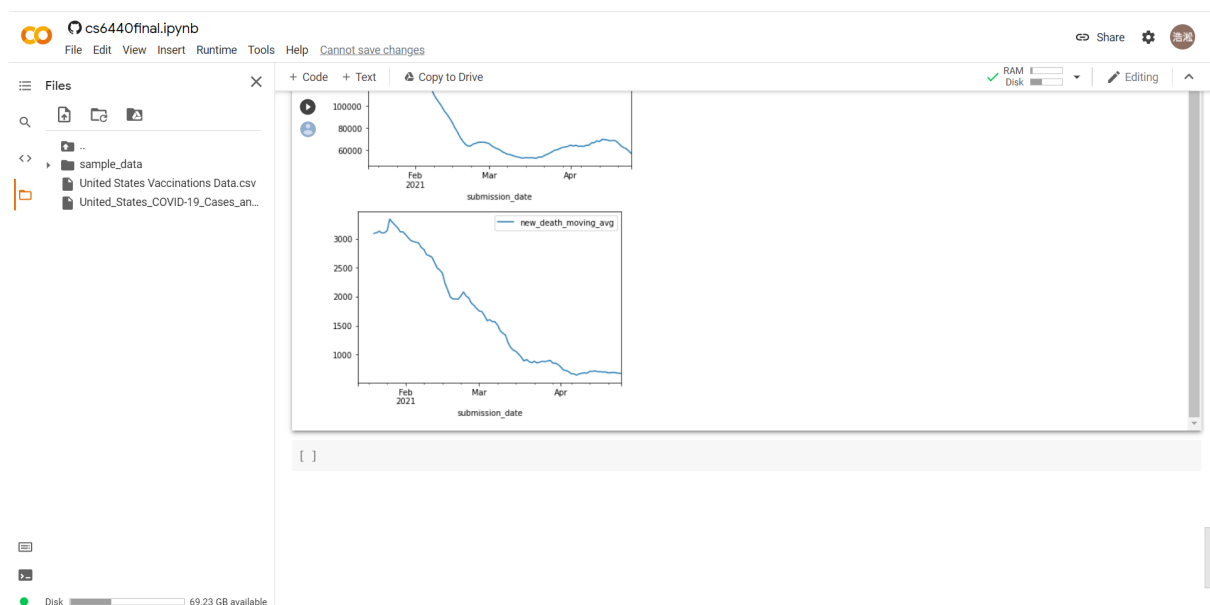 cs6440final.ipynb
File Edit View Insert Runtime Tools Help Cannot save changes
Share
浩淞
Files
+ Code + Text Copy to Drive
RAM
Disk
Editing
..
sample_data
United States Vaccinations Data.csv
United_States_COVID-19_Cases_an...
100000
80000
60000
Feb Mar Apr
2021
submission_date
new_death_moving_avg
3000
2500
2000
1500
1000
Feb Mar Apr
2021
submission_date
[ ]
Disk 69.23 GB available